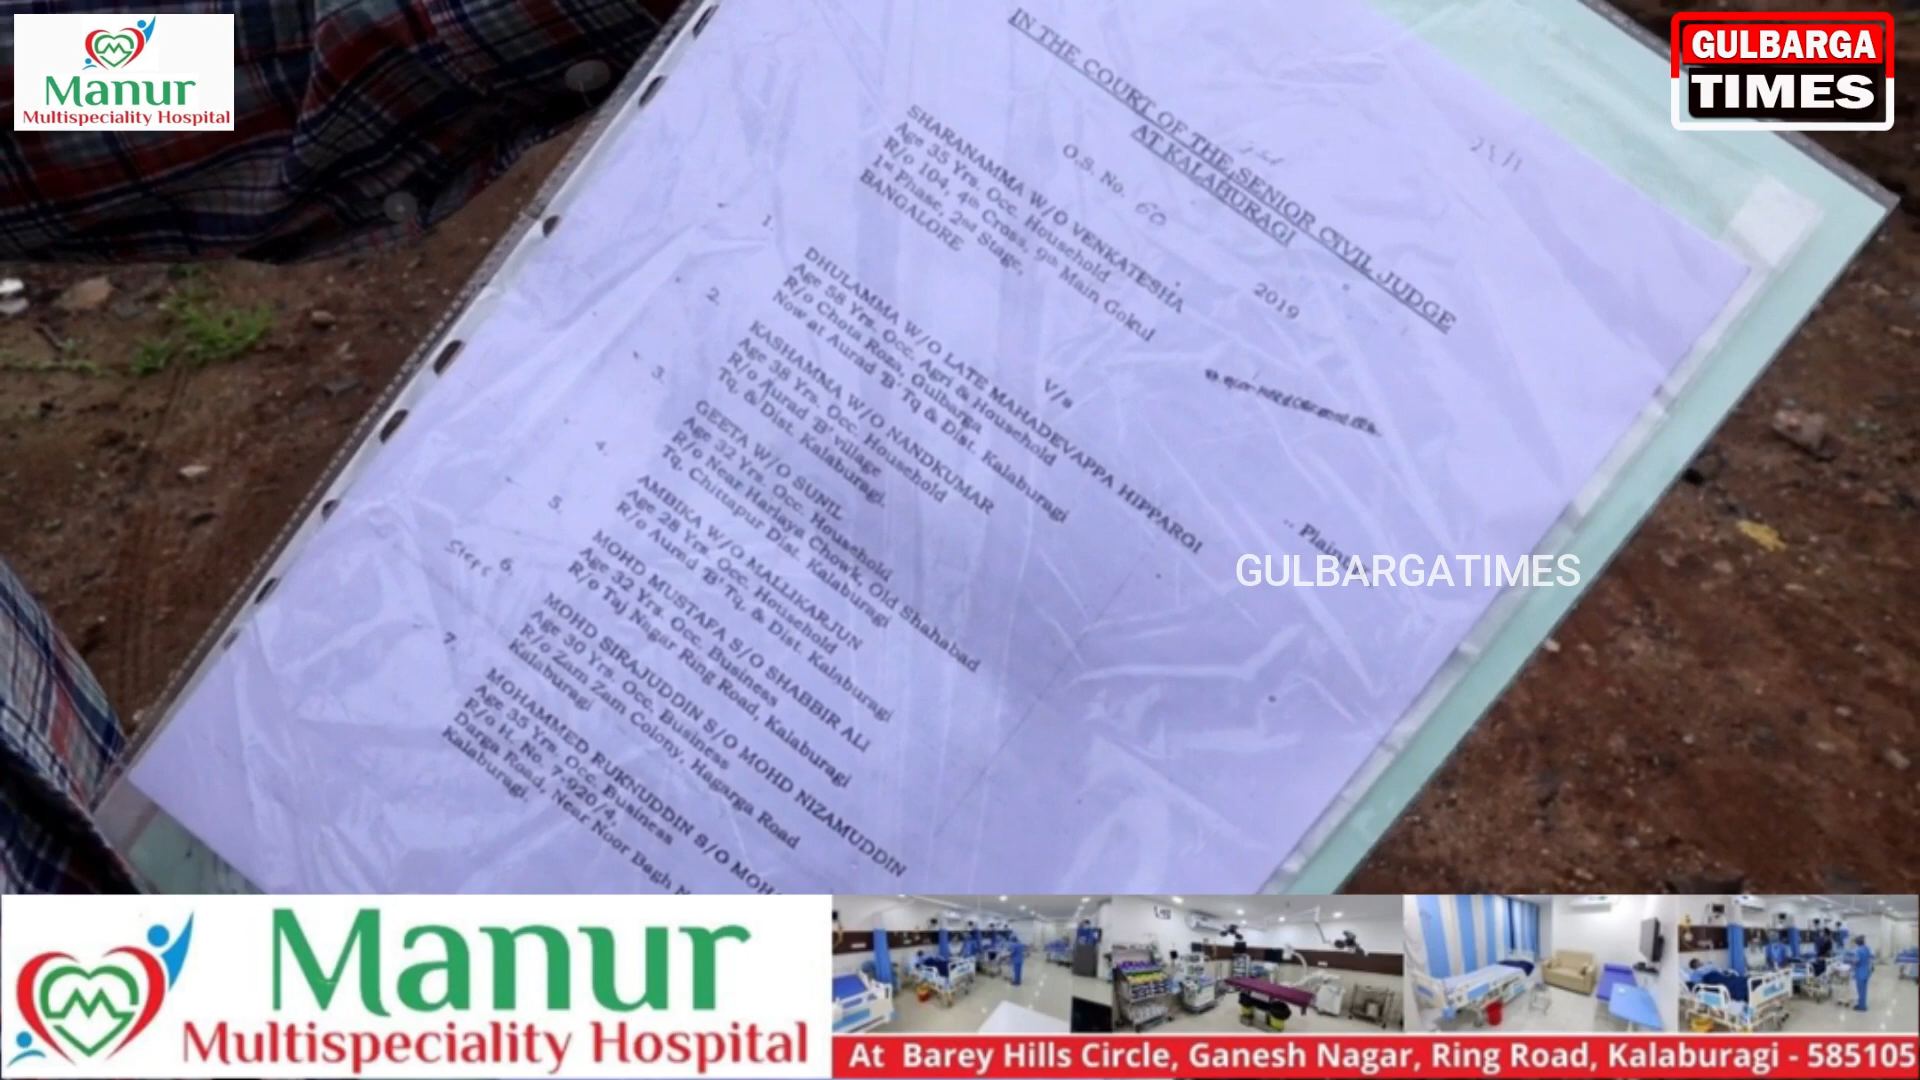 Manur
Multispeciality Hospital
GULBARGA
TIMES
IN THE COURT OF THE SENIOR CIVIL JUDGE
AT KALABURAGI
O.S. No. 60 2019
SHARANAMMA W/O VENKATESHA
Age 35 Yrs. Occ. Household
R/o 104, 4th Cross, 9th Main Gokul
1st Phase, 2nd Stage,
BANGALORE
.. Plaintiff
V/s
1.
DHULAMMA W/O LATE MAHADEVAPPA HIPPARGI
Age 58 Yrs. Occ. Agri & Household
R/o Chota Roza, Gulbarga
Now at Aurad 'B' Tq & Dist. Kalaburagi
2.
KASHAMMA W/O NANDKUMAR
Age 38 Yrs. Occ. Household
R/o Aurad 'B' village
Tq. & Dist. Kalaburagi.
3.
GEETA W/O SUNIL
Age 32 Yrs. Occ. Household
R/o Near Harlaya Chowk, Old Shahabad
Tq. Chittapur Dist. Kalaburagi
4.
AMBIKA W/O MALLIKARJUN
Age 28 Yrs. Occ. Household
R/o Aurad 'B' Tq. & Dist. Kalaburagi
5.
MOHD MUSTAFA S/O SHABBIR ALI
Age 32 Yrs. Occ. Business
R/o Taj Nagar Ring Road, Kalaburagi
6.
MOHD SIRAJUDDIN S/O MOHD NIZAMUDDIN
Age 30 Yrs. Occ. Business
R/o Zam Zam Colony, Hagarga Road
Kalaburagi
7.
MOHAMMED RUKNUDDIN S/O MOHA
Age 35 Yrs. Occ. Business
R/o H. No. 7-920/4,
Darga Road, Near Noor Bagh
Kalaburagi.
GULBARGATIMES
Manur
Multispeciality Hospital
At Barey Hills Circle, Ganesh Nagar, Ring Road, Kalaburagi - 585105